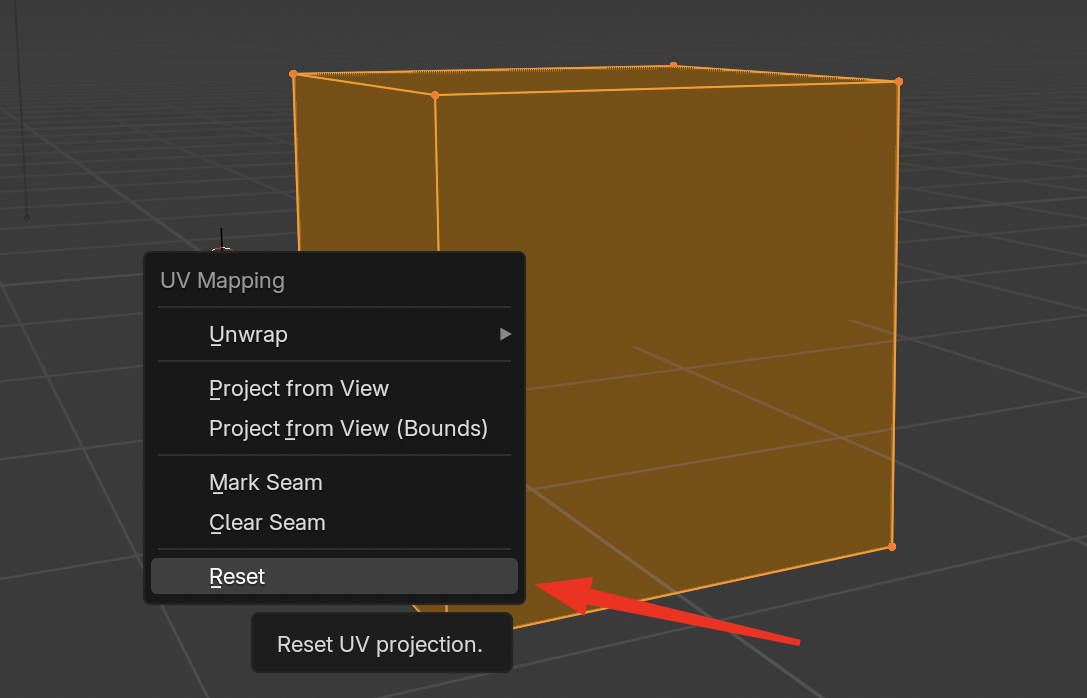 UV Mapping
Unwrap
Project from View
Project from View (Bounds)
Mark Seam
Clear Seam
Reset
Reset UV projection.